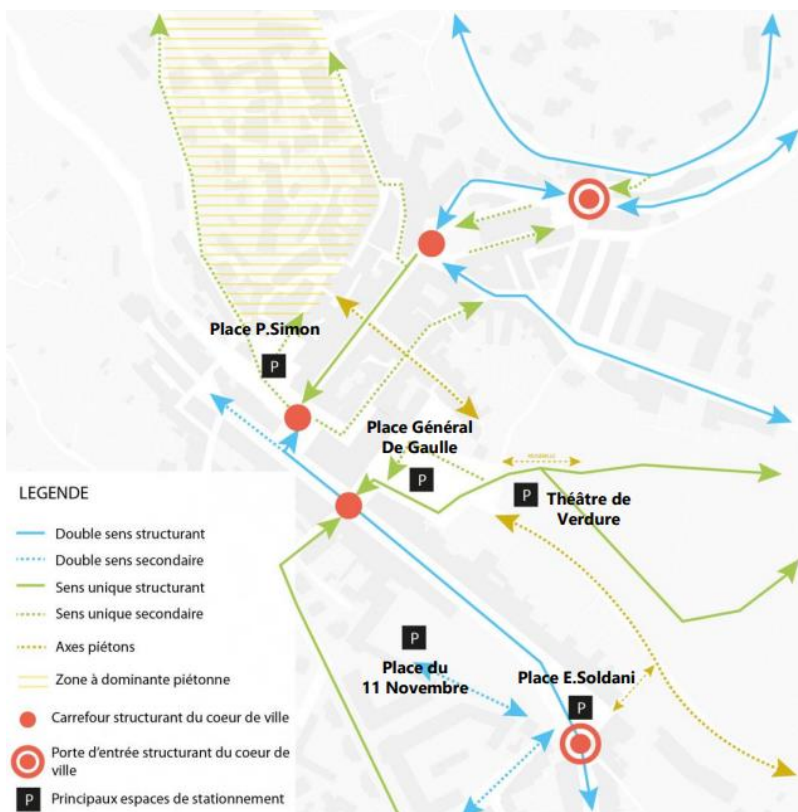 Place P.Simon
P
Place Général
De Gaulle
P
P
Théâtre de
Verdure
P
Place du
11 Novembre
Place E.Soldani
P
LEGENDE
Double sens structurant
Double sens secondaire
Sens unique structurant
Sens unique secondaire
Axes piétons
Zone à dominante piétonne
Carrefour structurant du coeur de ville
Porte d'entrée structurant du coeur de
ville
P Principaux espaces de stationnement